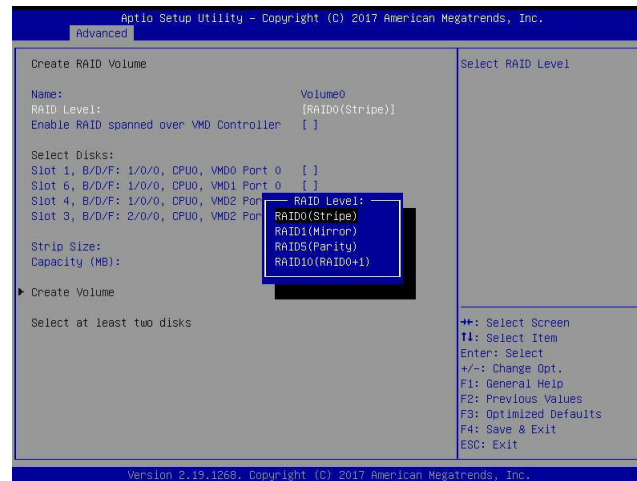 Aptio Setup Utility – Copyright (C) 2017 American Megatrends, Inc.
Advanced
Create RAID Volume
Select RAID Level
Name: Volume0
RAID Level: [RAID0(Stripe)]
Enable RAID spanned over VMD Controller [ ]
Select Disks:
Slot 1, B/D/F: 1/0/0, CPU0, VMD0 Port 0 [ ]
Slot 6, B/D/F: 1/0/0, CPU0, VMD1 Port 0 [ ]
Slot 4, B/D/F: 1/0/0, CPU0, VMD2 Por
Slot 3, B/D/F: 2/0/0, CPU0, VMD2 Por
RAID Level:
RAID0(Stripe)
RAID1(Mirror)
RAID5(Parity)
RAID10(RAID0+1)
Strip Size:
Capacity (MB):
Create Volume
Select at least two disks
→←: Select Screen
↑↓: Select Item
Enter: Select
+/-: Change Opt.
F1: General Help
F2: Previous Values
F3: Optimized Defaults
F4: Save & Exit
ESC: Exit
Version 2.19.1268. Copyright (C) 2017 American Megatrends, Inc.